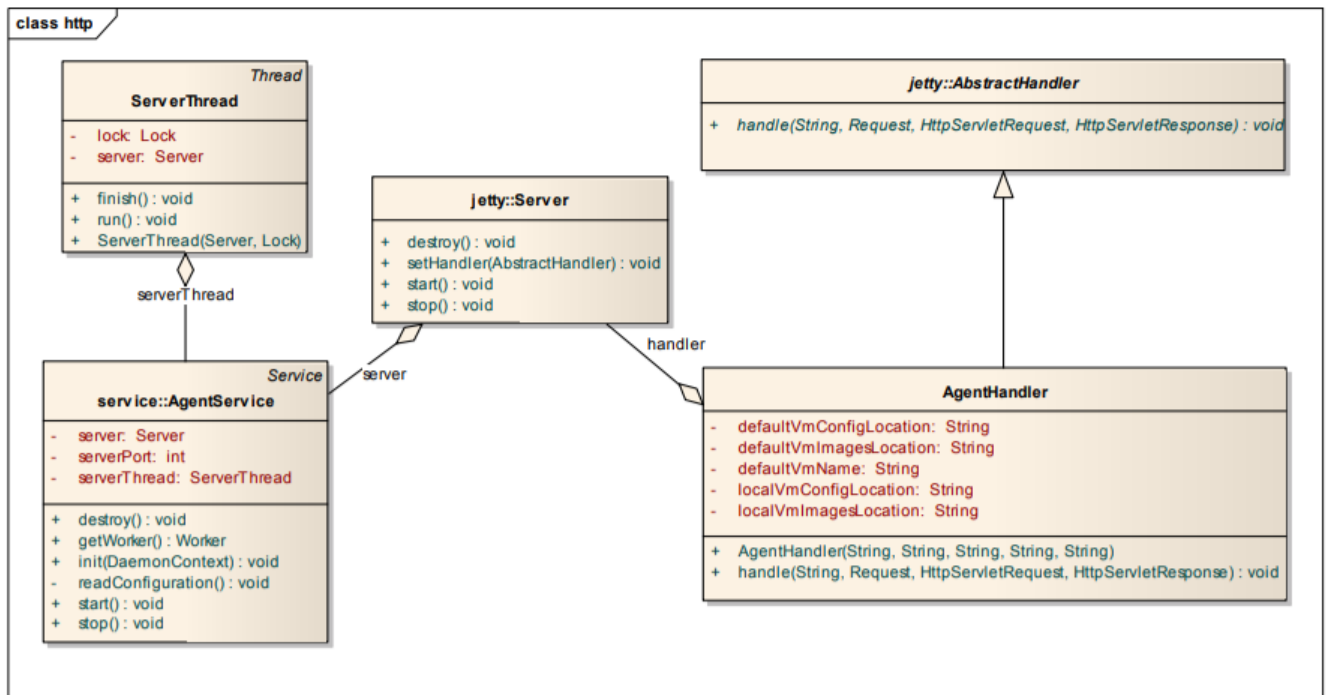 class http
Thread
ServerThread
- lock: Lock
- server: Server
+ finish() : void
+ run() : void
+ ServerThread(Server, Lock)
serverThread
Service
service::AgentService
- server: Server
- serverPort: int
- serverThread: ServerThread
+ destroy() : void
+ getWorker() : Worker
+ init(DaemonContext) : void
- readConfiguration() : void
+ start() : void
+ stop() : void
jetty::Server
+ destroy() : void
+ setHandler(AbstractHandler) : void
+ start() : void
+ stop() : void
server
handler
jetty::AbstractHandler
+ handle(String, Request, HttpServletRequest, HttpServletResponse) : void
AgentHandler
- defaultVmConfigLocation: String
- defaultVmImagesLocation: String
- defaultVmName: String
- localVmConfigLocation: String
- localVmImagesLocation: String
+ AgentHandler(String, String, String, String, String)
+ handle(String, Request, HttpServletRequest, HttpServletResponse) : void